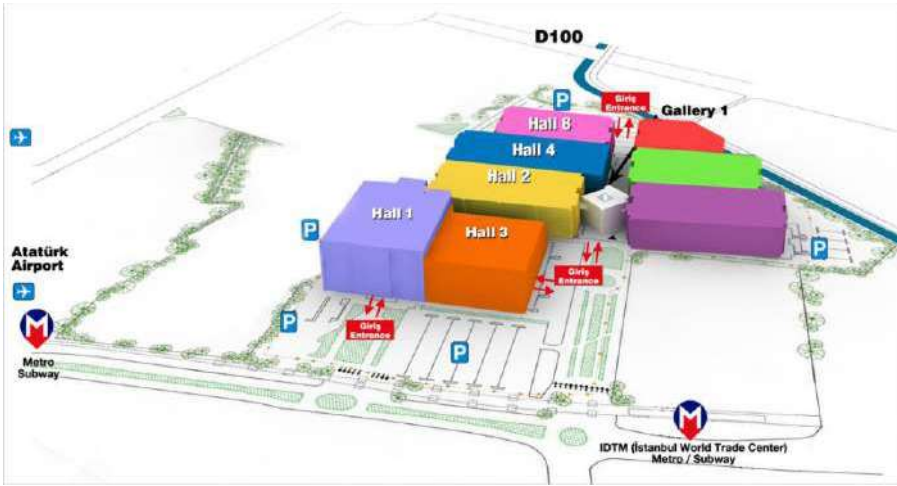 D100
P
Giriş
Entrance
Gallery 1
Hall 8
Hall 4
Hall 2
Hall 1
Hall 3
P
P
Giriş
Entrance
Atatürk
Airport
P
Giriş
Entrance
P
M
Metro
Subway
M
IDTM (İstanbul World Trade Center)
Metro / Subway